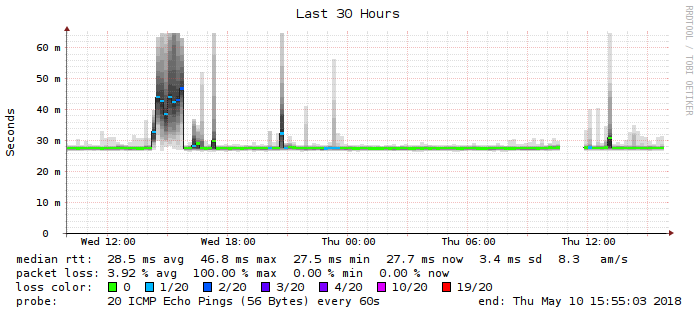 Last 30 Hours
RRDTOOL / TOBI OETIKER
Seconds
60 m
50 m
40 m
30 m
20 m
10 m
0
Wed 12:00 Wed 18:00 Thu 00:00 Thu 06:00 Thu 12:00
median rtt: 28.5 ms avg 46.8 ms max 27.5 ms min 27.7 ms now 3.4 ms sd 8.3 am/s
packet loss: 3.92 % avg 100.00 % max 0.00 % min 0.00 % now
loss color: 0 1/20 2/20 3/20 4/20 10/20 19/20
probe: 20 ICMP Echo Pings (56 Bytes) every 60s end: Thu May 10 15:55:03 2018